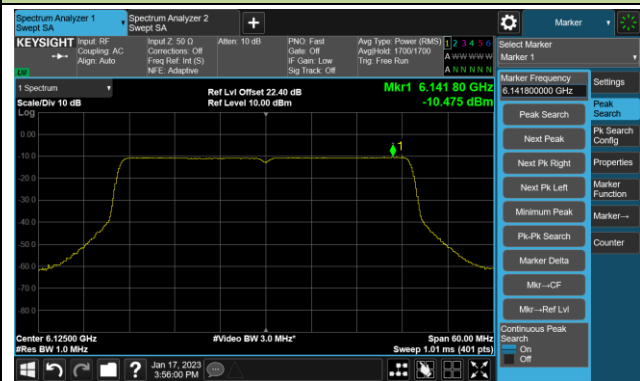 Spectrum Analyzer 1
Swept SA
Spectrum Analyzer 2
Swept SA
+
Marker
KEYSIGHT
Input: RF
Coupling: AC
Align: Auto
Input Z: 50 Ω
Corrections: Off
Freq Ref: Int (S)
NFE: Adaptive
Atten: 10 dB
PNO: Fast
Gate: Off
IF Gain: Low
Sig Track: Off
Avg Type: Power (RMS)
Avg|Hold: 1700/1700
Trig: Free Run
1 2 3 4 5 6
A W W W W W
A N N N N N
Select Marker
Marker 1
LXI
1 Spectrum
Scale/Div 10 dB
Log
Ref Lvl Offset 22.40 dB
Ref Level 10.00 dBm
Mkr1 6.141 80 GHz
-10.475 dBm
0.00
-10.0
-20.0
-30.0
-40.0
-50.0
-60.0
-70.0
-80.0
1
Center 6.12500 GHz
#Res BW 1.0 MHz
#Video BW 3.0 MHz*
Span 60.00 MHz
Sweep 1.01 ms (401 pts)
Marker Frequency
6.141800000 GHz
Peak Search
Next Peak
Next Pk Right
Next Pk Left
Minimum Peak
Pk-Pk Search
Marker Delta
Mkr→CF
Mkr→Ref Lvl
Continuous Peak
Search
On
Off
Settings
Peak
Search
Pk Search
Config
Properties
Marker
Function
Marker→
Counter
?
Jan 17, 2023
3:56:00 PM